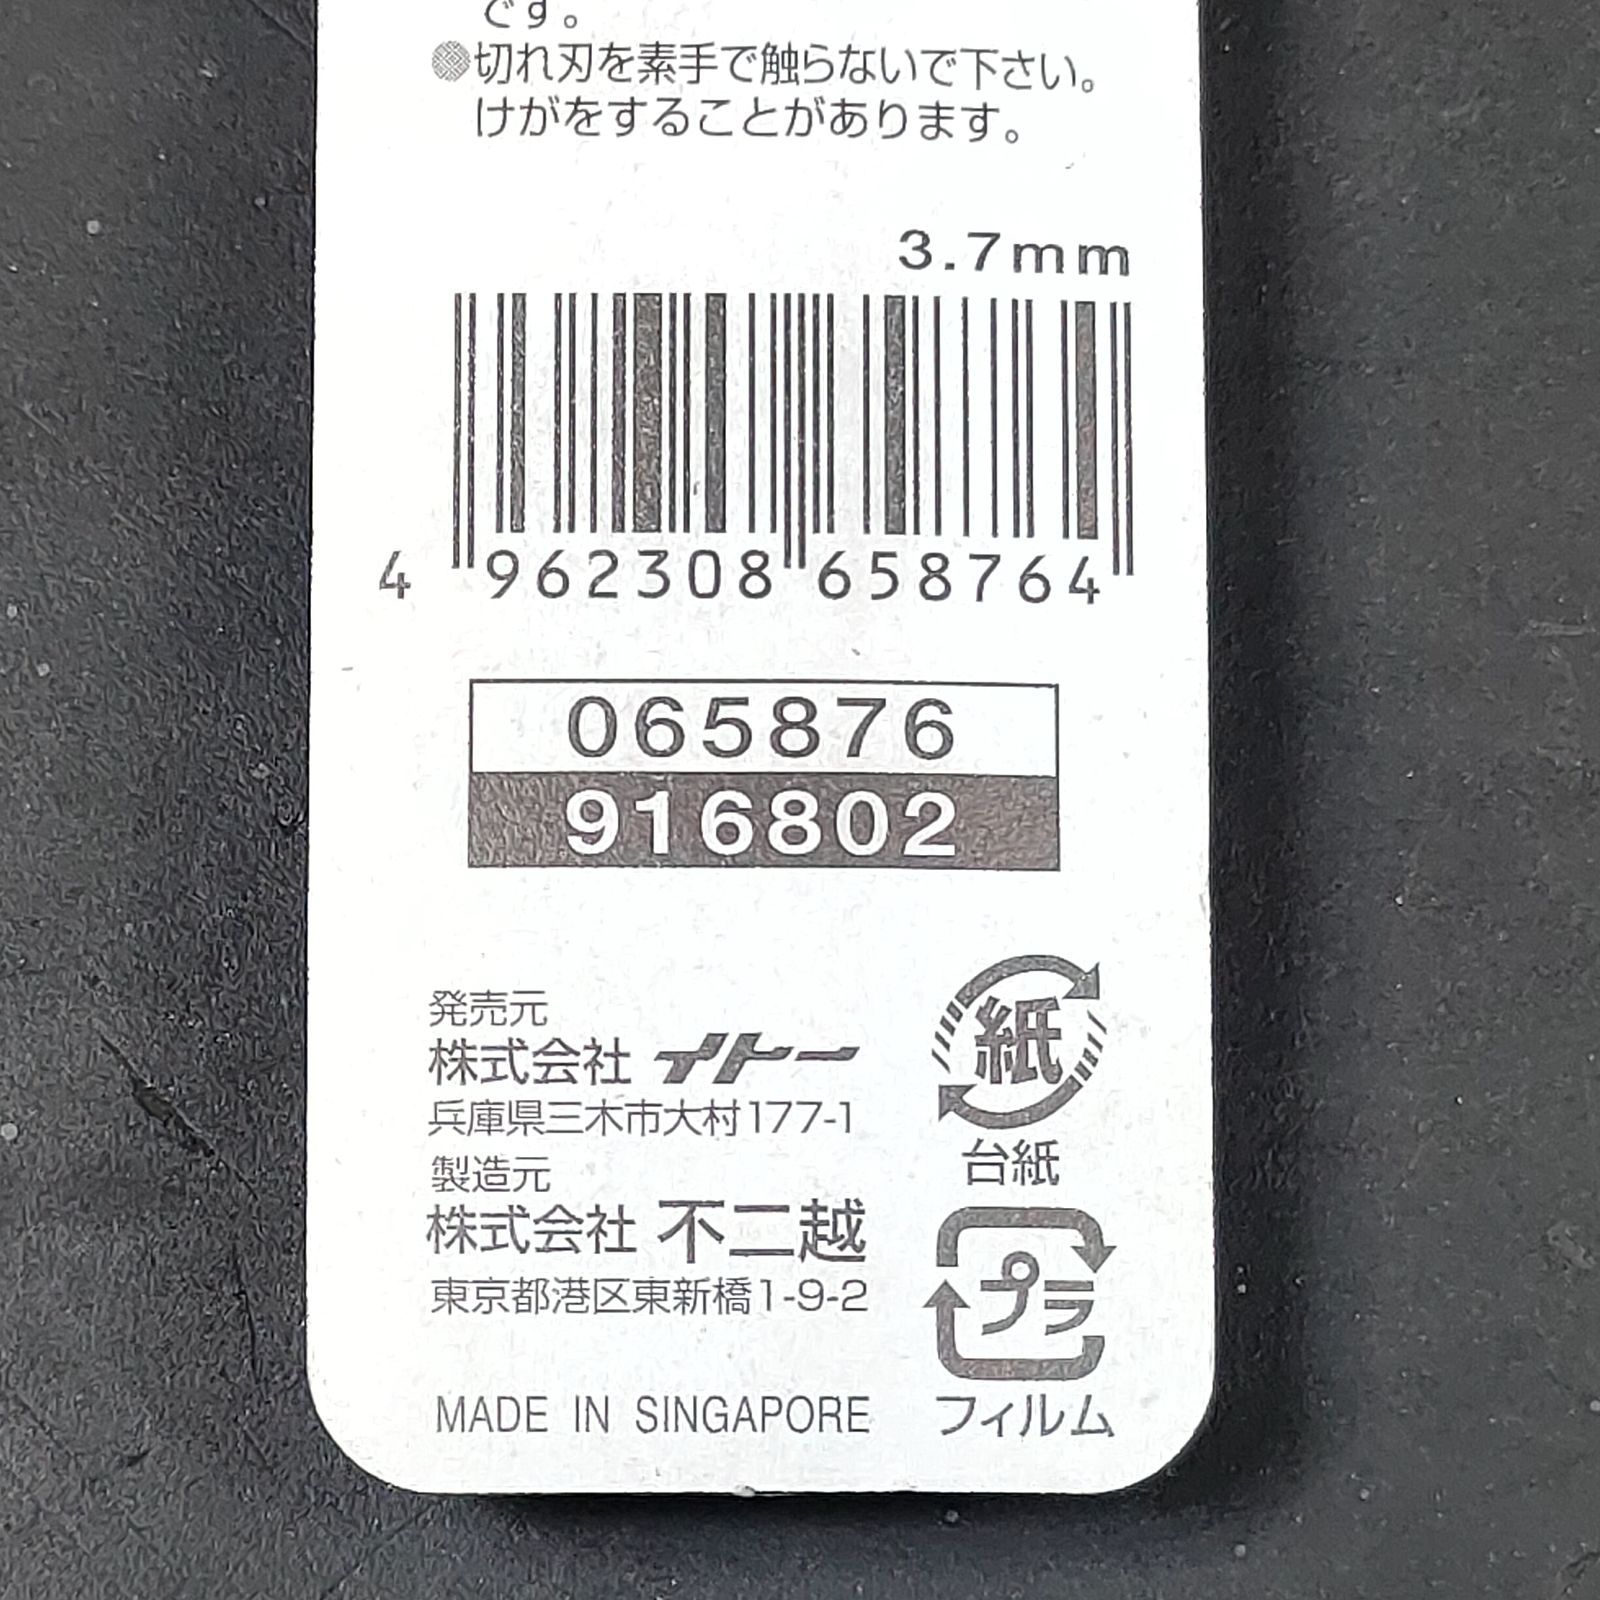 です。
●切れ刃を素手で触らないで下さい。
けがをすることがあります。
3.7mm
4 962308 658764
065876
916802
発売元
株式会社 イトー
兵庫県三木市大村177-1
製造元
株式会社 不二越
東京都港区東新橋1-9-2
MADE IN SINGAPORE
紙
台紙
プラ
フィルム